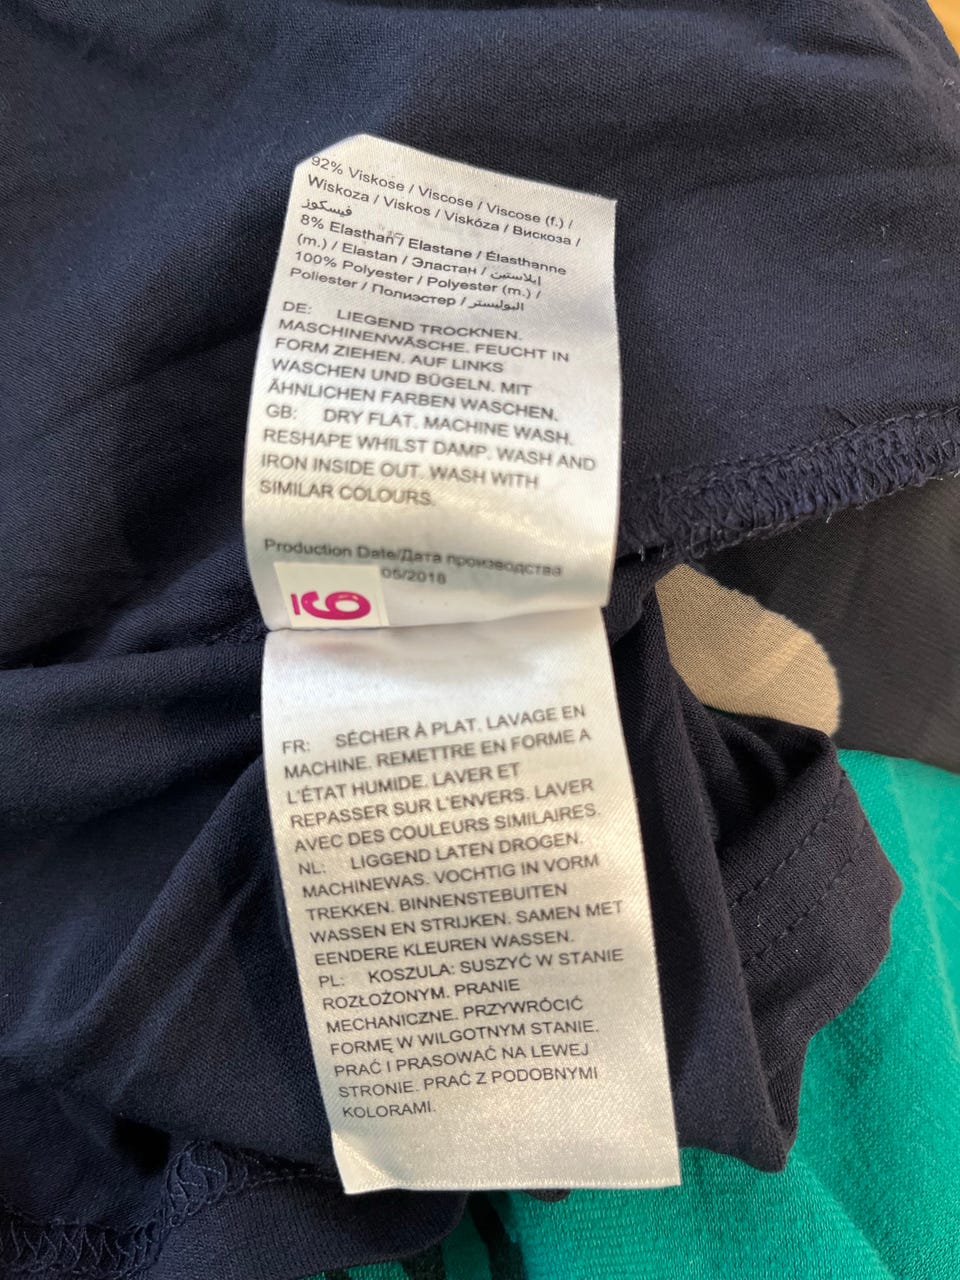 92% Viskose / Viscose / Viscose (f.) /
Wiskoza / Viskos / Viskóza / Вискоза /
فيسكوز
8% Elasthan / Elastane / Élasthanne
(m.) / Elastan / Эластан / إيلاستين
100% Polyester / Polyester (m.) /
Poliester / Полиэстер / البوليستر
DE: LIEGEND TROCKNEN.
MASCHINENWÄSCHE. FEUCHT IN
FORM ZIEHEN. AUF LINKS
WASCHEN UND BÜGELN. MIT
ÄHNLICHEN FARBEN WASCHEN.
GB: DRY FLAT. MACHINE WASH.
RESHAPE WHILST DAMP. WASH AND
IRON INSIDE OUT. WASH WITH
SIMILAR COLOURS.
Production Date/Дата производства
05/2018
FR: SÉCHER À PLAT. LAVAGE EN
MACHINE. REMETTRE EN FORME A
L'ÉTAT HUMIDE. LAVER ET
REPASSER SUR L'ENVERS. LAVER
AVEC DES COULEURS SIMILAIRES.
NL: LIGGEND LATEN DROGEN.
MACHINEWAS. VOCHTIG IN VORM
TREKKEN. BINNENSTEBUITEN
WASSEN EN STRIJKEN. SAMEN MET
EENDERE KLEUREN WASSEN.
PL: KOSZULA: SUSZYĆ W STANIE
ROZŁOŻONYM. PRANIE
MECHANICZNE. PRZYWRÓCIĆ
FORMĘ W WILGOTNYM STANIE.
PRAĆ I PRASOWAĆ NA LEWEJ
STRONIE. PRAĆ Z PODOBNYMI
KOLORAMI.